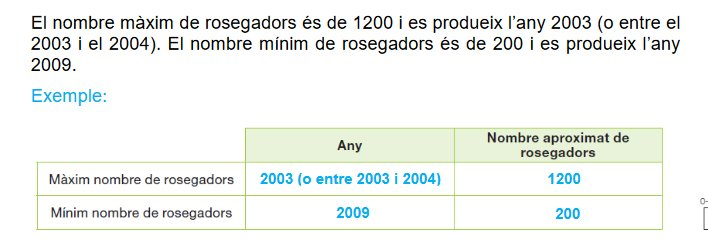 El nombre màxim de rosegadors és de 1200 i es produeix l’any 2003 (o entre el
2003 i el 2004). El nombre mínim de rosegadors és de 200 i es produeix l’any
2009.
Exemple:
Any
Nombre aproximat de
rosegadors
Màxim nombre de rosegadors 2003 (o entre 2003 i 2004) 1200
Mínim nombre de rosegadors 2009 200
0-